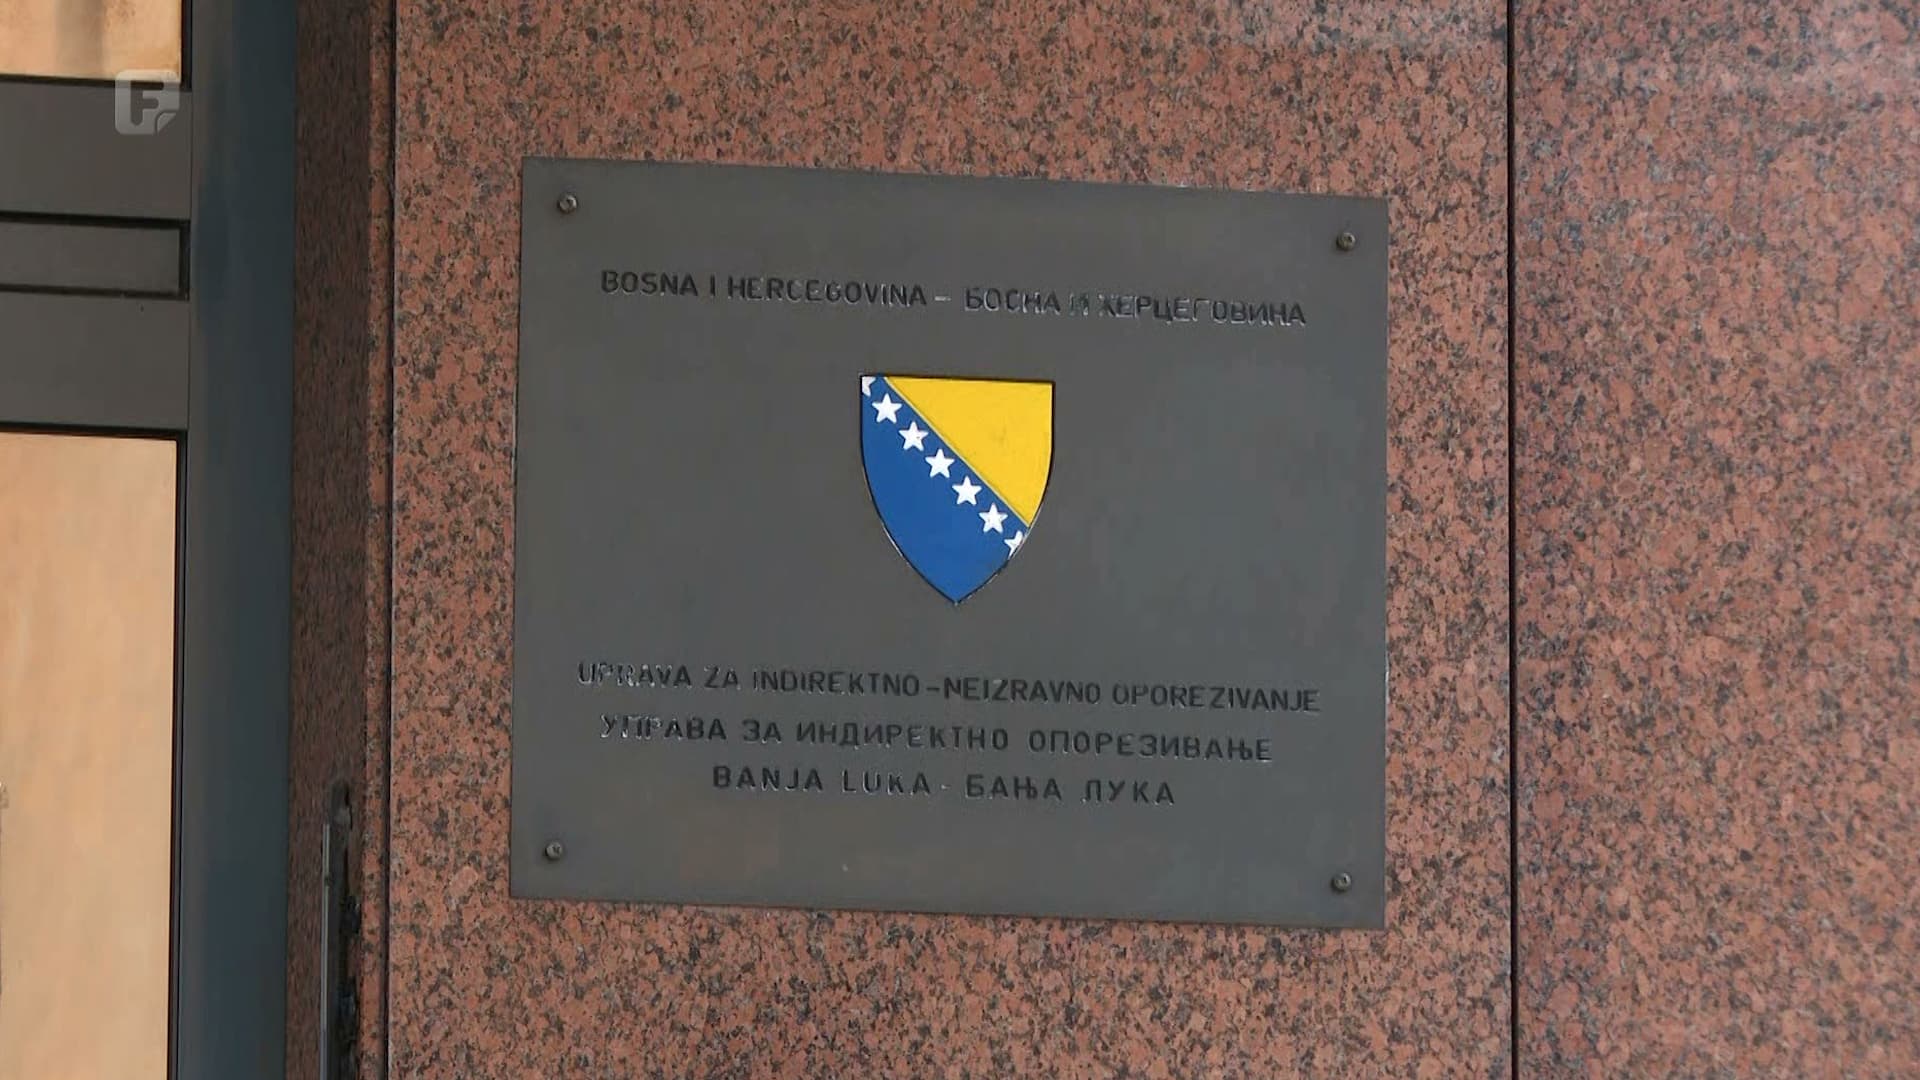 F
BOSNA I HERCEGOVINA – БОСНА И ХЕРЦЕГОВИНА
UPRAVA ZA INDIREKTNO – NEIZRAVNO OPOREZIVANJE
УПРАВА ЗА ИНДИРЕКТНО ОПОРЕЗИВАЊЕ
BANJA LUKA - БАЊА ЛУКА